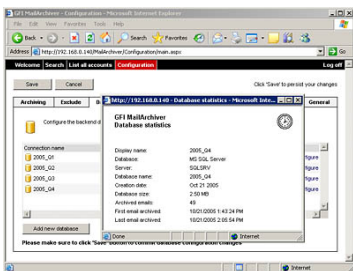 GFI MailArchiver - Configuration - Microsoft Internet Explorer
File Edit View Favorites Tools Help
Back Search Favorites
Address http://192.168.0.140/MailArchiver/Configuration/main.aspx Go
Welcome Search List all accounts Configuration Log off
Save Cancel Click 'Save' to persist your changes
Archiving Exclude General
Configure the backend d
Connection name
2005_Q1
2005_Q2
2005_Q3
2005_Q4
figure
figure
figure
figure
Add new database
Please make sure to click 'Save' button to commit database configuration changes
http://192.168.0.140 - Database statistics - Microsoft Inte...
GFI MailArchiver
Database statistics
Display name: 2005_Q4
Database: MS SQL Server
Server: SQLSRV
Database name: 2005_Q4
Creation date: Oct 21 2005
Database size: 2.50 MB
Archived emails: 48
First email archived: 10/21/2005 1:43:24 PM
Last email archived: 10/21/2005 2:05:54 PM
Done Internet
Internet